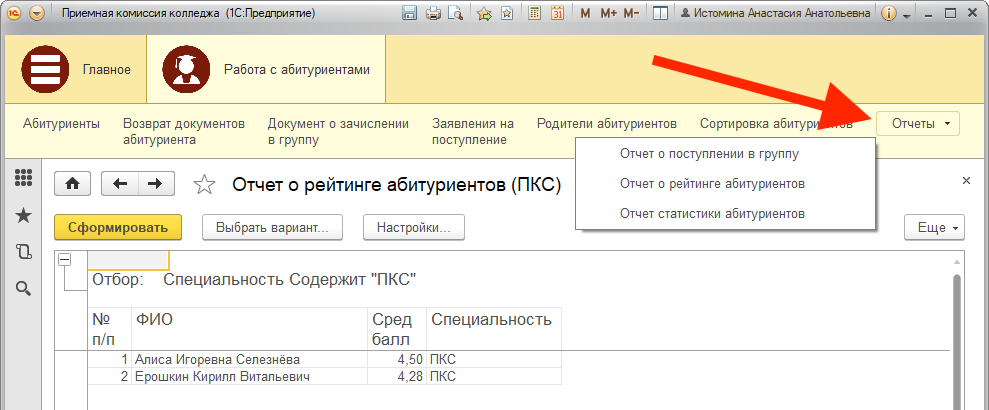 Приемная комиссия колледжа (1С:Предприятие)
M M+ M-
Истомина Анастасия Анатольевна
Главное
Работа с абитуриентами
Абитуриенты
Возврат документов
абитуриента
Документ о зачислении
в группу
Заявления на
поступление
Родители абитуриентов
Сортировка абитуриентов
Отчеты
Отчет о поступлении в группу
Отчет о рейтинге абитуриентов
Отчет статистики абитуриентов
Отчет о рейтинге абитуриентов (ПКС)
Сформировать
Выбрать вариант...
Настройки...
Еще
Отбор: Специальность Содержит "ПКС"
№ ФИО Сред Специальность
п/п балл
1 Алиса Игоревна Селезнёва 4,50 ПКС
2 Ерошкин Кирилл Витальевич 4,28 ПКС